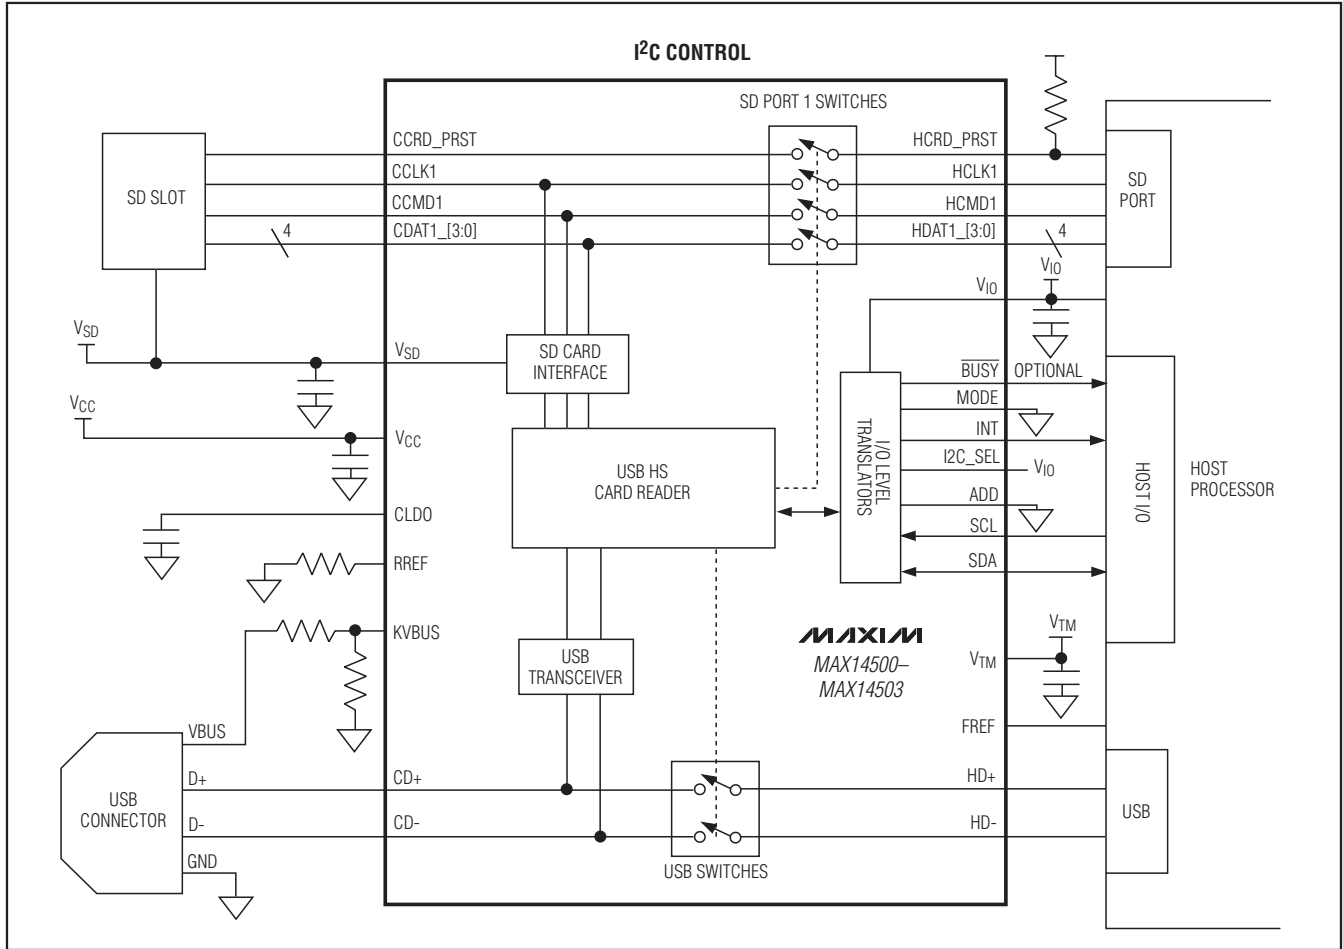 I²C CONTROL
SD PORT 1 SWITCHES
SD SLOT
CCRD_PRST
CCLK1
CCMD1
CDAT1_[3:0]
4
HCRD_PRST
HCLK1
HCMD1
HDAT1_[3:0]
4
SD
PORT
VIO
VIO
VSD
VSD
SD CARD
INTERFACE
VCC
VCC
CLDO
RREF
KVBUS
USB HS
CARD READER
I/O LEVEL
TRANSLATORS
BUSY
OPTIONAL
MODE
INT
I2C_SEL
VIO
ADD
SCL
SDA
HOST I/O
HOST
PROCESSOR
USB
TRANSCEIVER
MAXIM
MAX14500–
MAX14503
VTM
VTM
FREF
VBUS
D+
D-
GND
USB
CONNECTOR
CD+
CD-
HD+
HD-
USB
USB SWITCHES